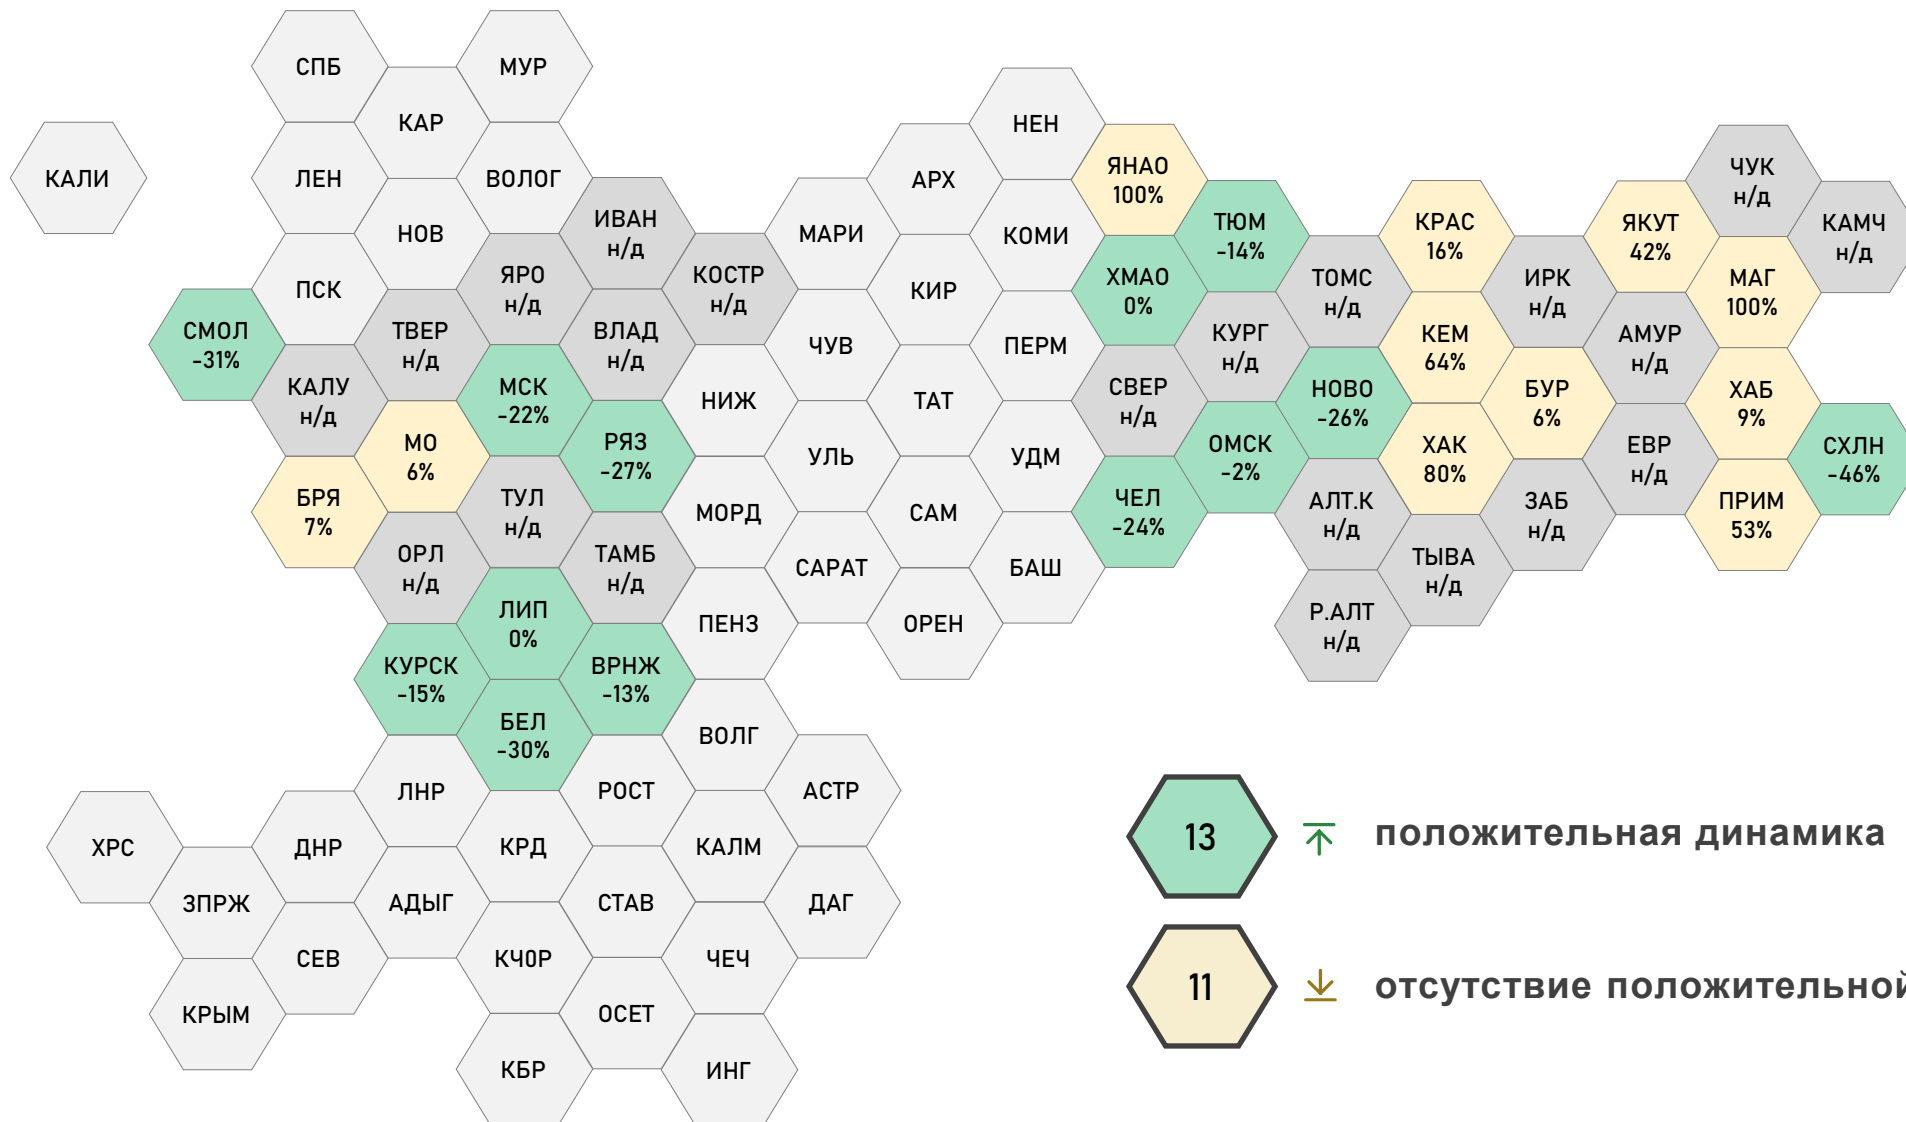 СПБ
МУР
КАР
НЕН
КАЛИ
ЛЕН
ВОЛОГ
АРХ
ЯНАО
100%
ЧУК
н/д
ИВАН
н/д
НОВ
МАРИ
КОМИ
ТЮМ
-14%
КРАС
16%
ЯКУТ
42%
КАМЧ
н/д
ПСК
ЯРО
н/д
КОСТР
н/д
КИР
ХМАО
0%
ТОМС
н/д
ИРК
н/д
МАГ
100%
СМОЛ
-31%
ТВЕР
н/д
ВЛАД
н/д
ЧУВ
ПЕРМ
КУРГ
н/д
КЕМ
64%
АМУР
н/д
КАЛУ
н/д
МСК
-22%
НИЖ
ТАТ
СВЕР
н/д
НОВО
-26%
БУР
6%
ХАБ
9%
МО
6%
РЯЗ
-27%
УЛЬ
УДМ
ОМСК
-2%
ХАК
80%
ЕВР
н/д
СХЛН
-46%
БРЯ
7%
ТУЛ
н/д
МОРД
САМ
ЧЕЛ
-24%
АЛТ.К
н/д
ЗАБ
н/д
ПРИМ
53%
ОРЛ
н/д
ТАМБ
н/д
САРАТ
БАШ
ТЫВА
н/д
ЛИП
0%
ПЕНЗ
ОРЕН
Р.АЛТ
н/д
КУРСК
-15%
ВРНЖ
-13%
БЕЛ
-30%
ВОЛГ
ЛНР
РОСТ
АСТР
ХРС
ДНР
КРД
КАЛМ
ЗПРЖ
АДЫГ
СТАВ
ДАГ
СЕВ
КЧ0Р
ЧЕЧ
КРЫМ
ОСЕТ
КБР
ИНГ
13
положительная динамика
11
отсутствие положительной